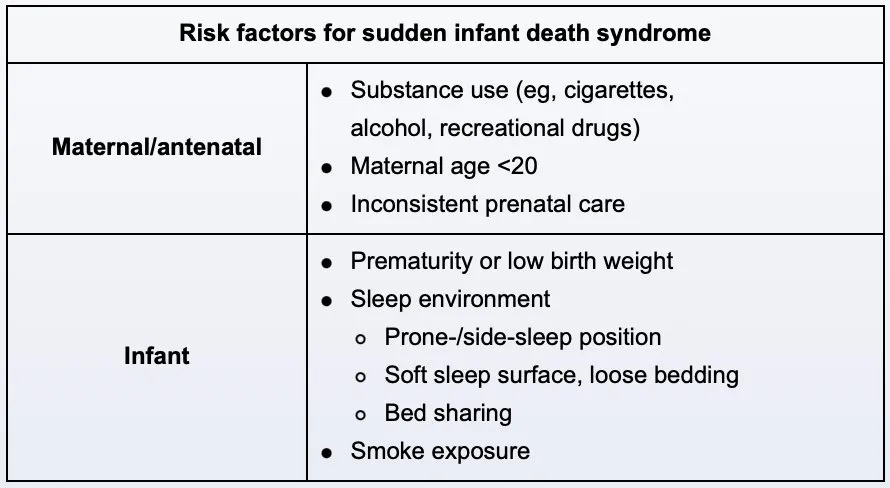 Risk factors for sudden infant death syndrome
Maternal/antenatal
● Substance use (eg, cigarettes,
alcohol, recreational drugs)
● Maternal age <20
● Inconsistent prenatal care
Infant
● Prematurity or low birth weight
● Sleep environment
○ Prone-/side-sleep position
○ Soft sleep surface, loose bedding
○ Bed sharing
● Smoke exposure